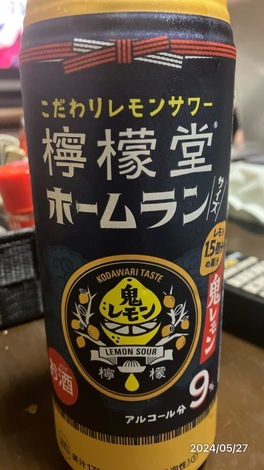 こだわりレモンサワー
檸檬堂
ホームランサイズ
レモン
1.5個分
の果汁
鬼レモン
KODAWARI TASTE
鬼
レモン
LEMON SOUR
檸檬
お酒
アルコール分 9%
2024/05/27